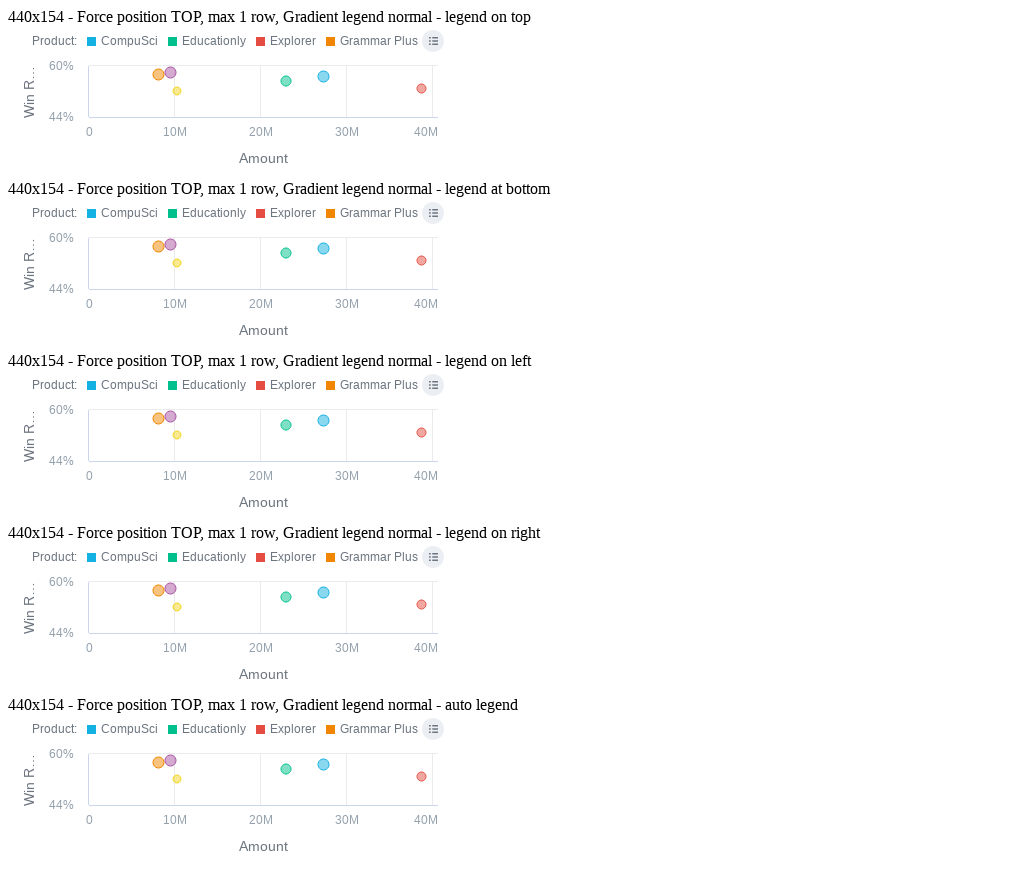 440x154 - Force position TOP, max 1 row, Gradient legend normal - legend on top
Product: CompuSci Educationly Explorer Grammar Plus
60%
Win R…
44%
0 10M 20M 30M 40M
Amount
440x154 - Force position TOP, max 1 row, Gradient legend normal - legend at bottom
Product: CompuSci Educationly Explorer Grammar Plus
60%
Win R…
44%
0 10M 20M 30M 40M
Amount
440x154 - Force position TOP, max 1 row, Gradient legend normal - legend on left
Product: CompuSci Educationly Explorer Grammar Plus
60%
Win R…
44%
0 10M 20M 30M 40M
Amount
440x154 - Force position TOP, max 1 row, Gradient legend normal - legend on right
Product: CompuSci Educationly Explorer Grammar Plus
60%
Win R…
44%
0 10M 20M 30M 40M
Amount
440x154 - Force position TOP, max 1 row, Gradient legend normal - auto legend
Product: CompuSci Educationly Explorer Grammar Plus
60%
Win R…
44%
0 10M 20M 30M 40M
Amount